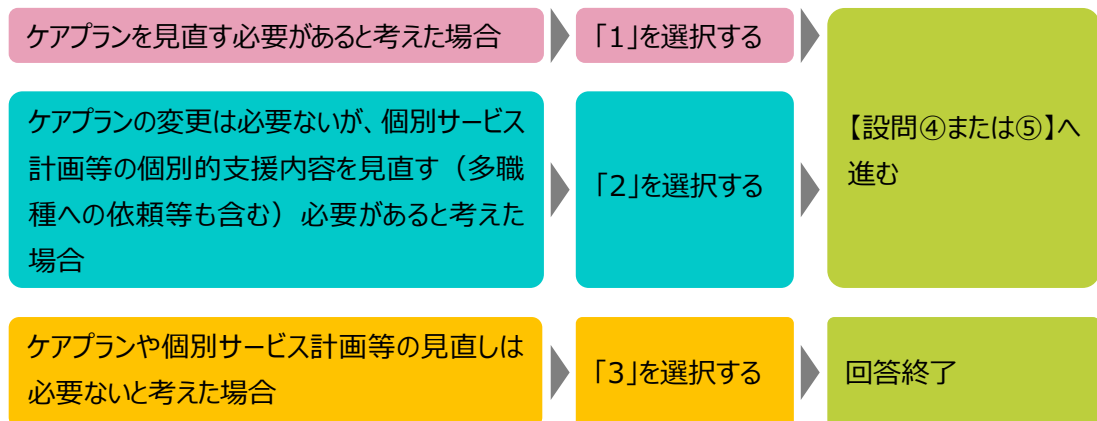 ケアプランを見直す必要があると考えた場合
「1」を選択する
ケアプランの変更は必要ないが、個別サービス
計画等の個別的支援内容を見直す（多職
種への依頼等も含む）必要があると考えた
場合
「2」を選択する
【設問④または⑤】へ
進む
ケアプランや個別サービス計画等の見直しは
必要ないと考えた場合
「3」を選択する
回答終了